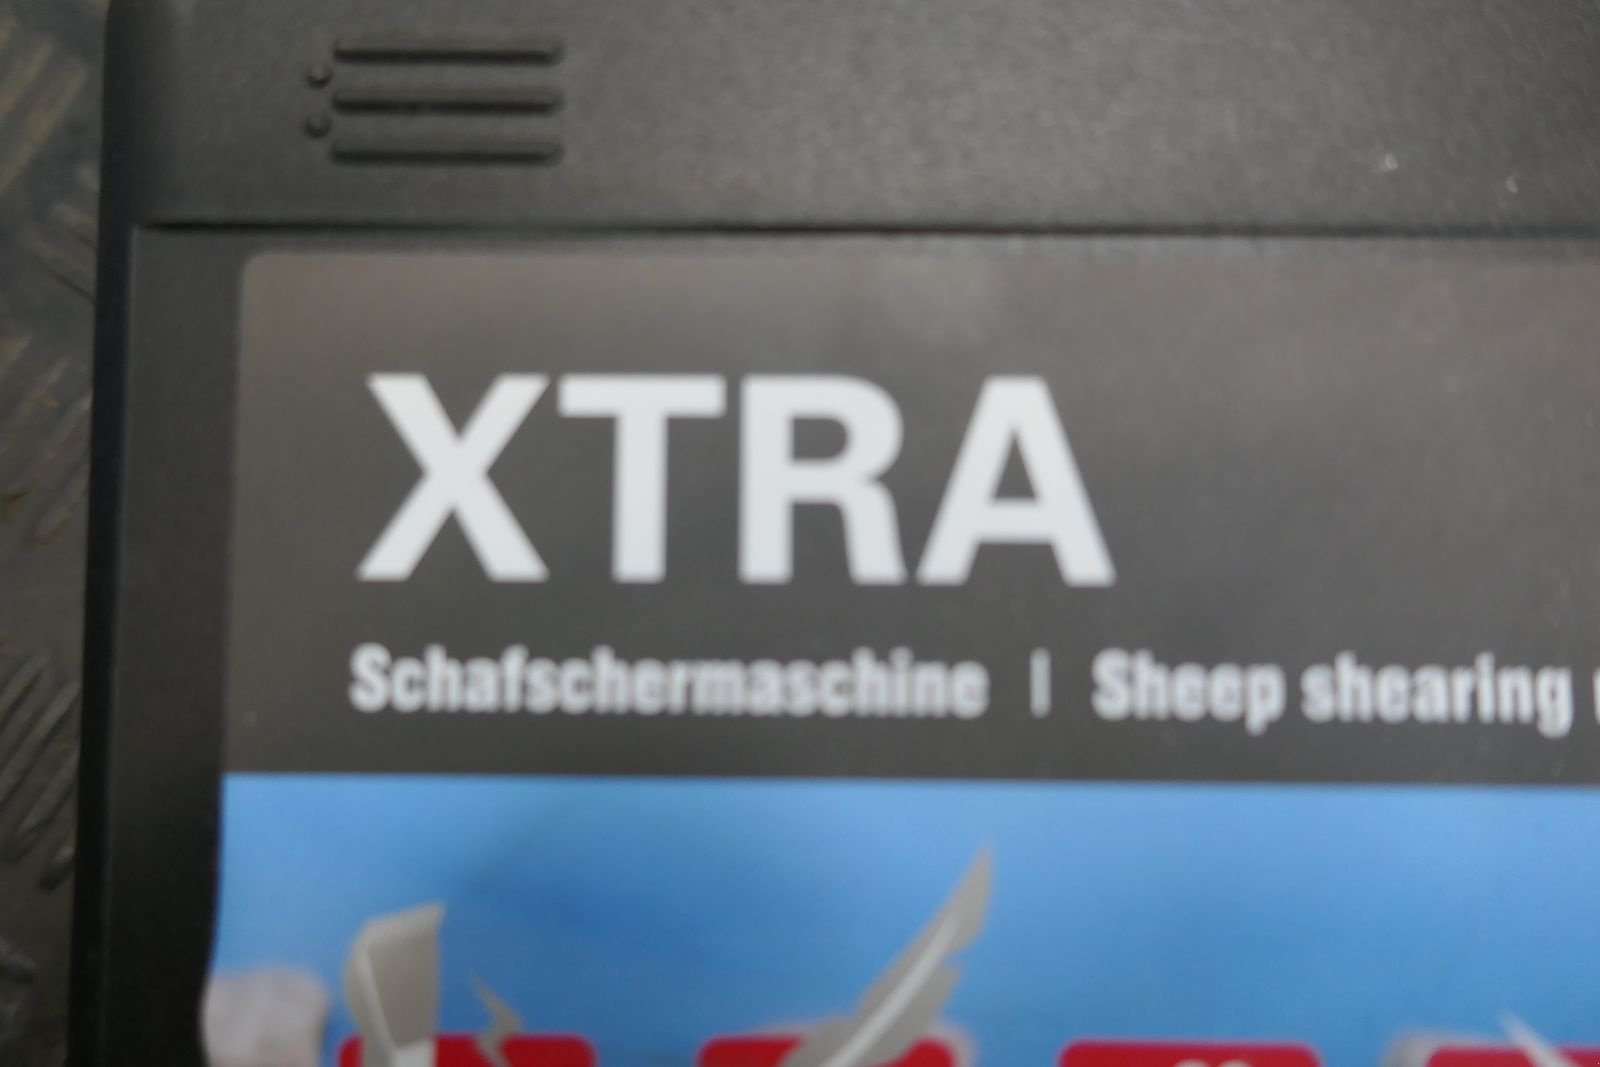 XTRA
Schafschermaschine | Sheep shearing